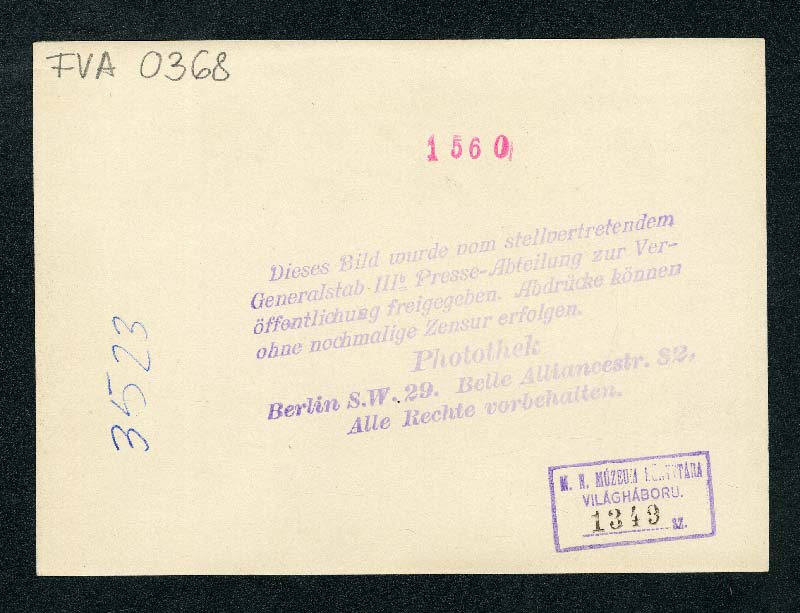 FVA 0368
1560
Dieses Bild wurde vom stellvertretendem
Generalstab IIIb Presse-Abteilung zur Ver-
öffentlichung freigegeben. Abdrücke können
ohne nochmalige Zensur erfolgen.
Photothek
Berlin S.W. 29. Belle Alliancestr. 82.
Alle Rechte vorbehalten.
3523
M. N. MÚZEUM KÖNYVTÁRA
VILÁGHÁBORU.
1349 SZ.